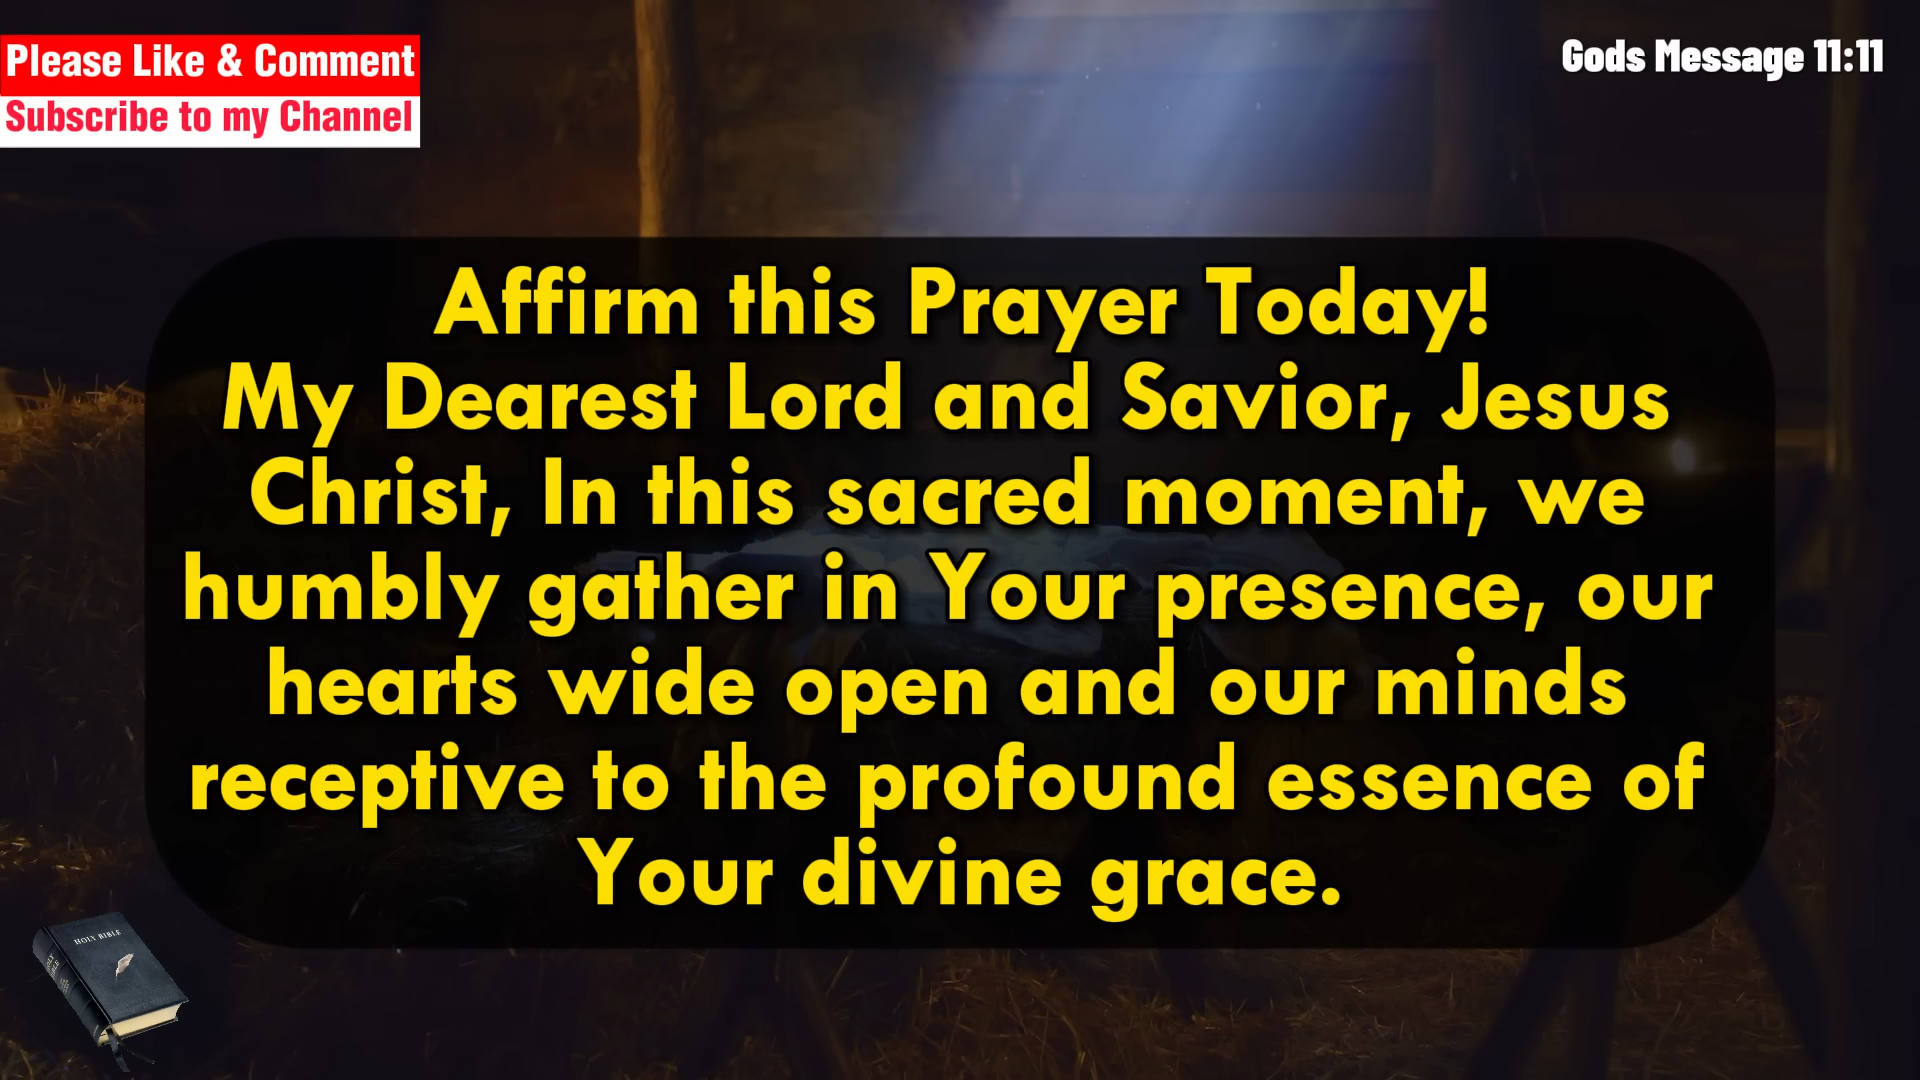 Please Like & Comment
Subscribe to my Channel
Gods Message 11:11
Affirm this Prayer Today!
My Dearest Lord and Savior, Jesus
Christ, In this sacred moment, we
humbly gather in Your presence, our
hearts wide open and our minds
receptive to the profound essence of
Your divine grace.
HOLY BIBLE